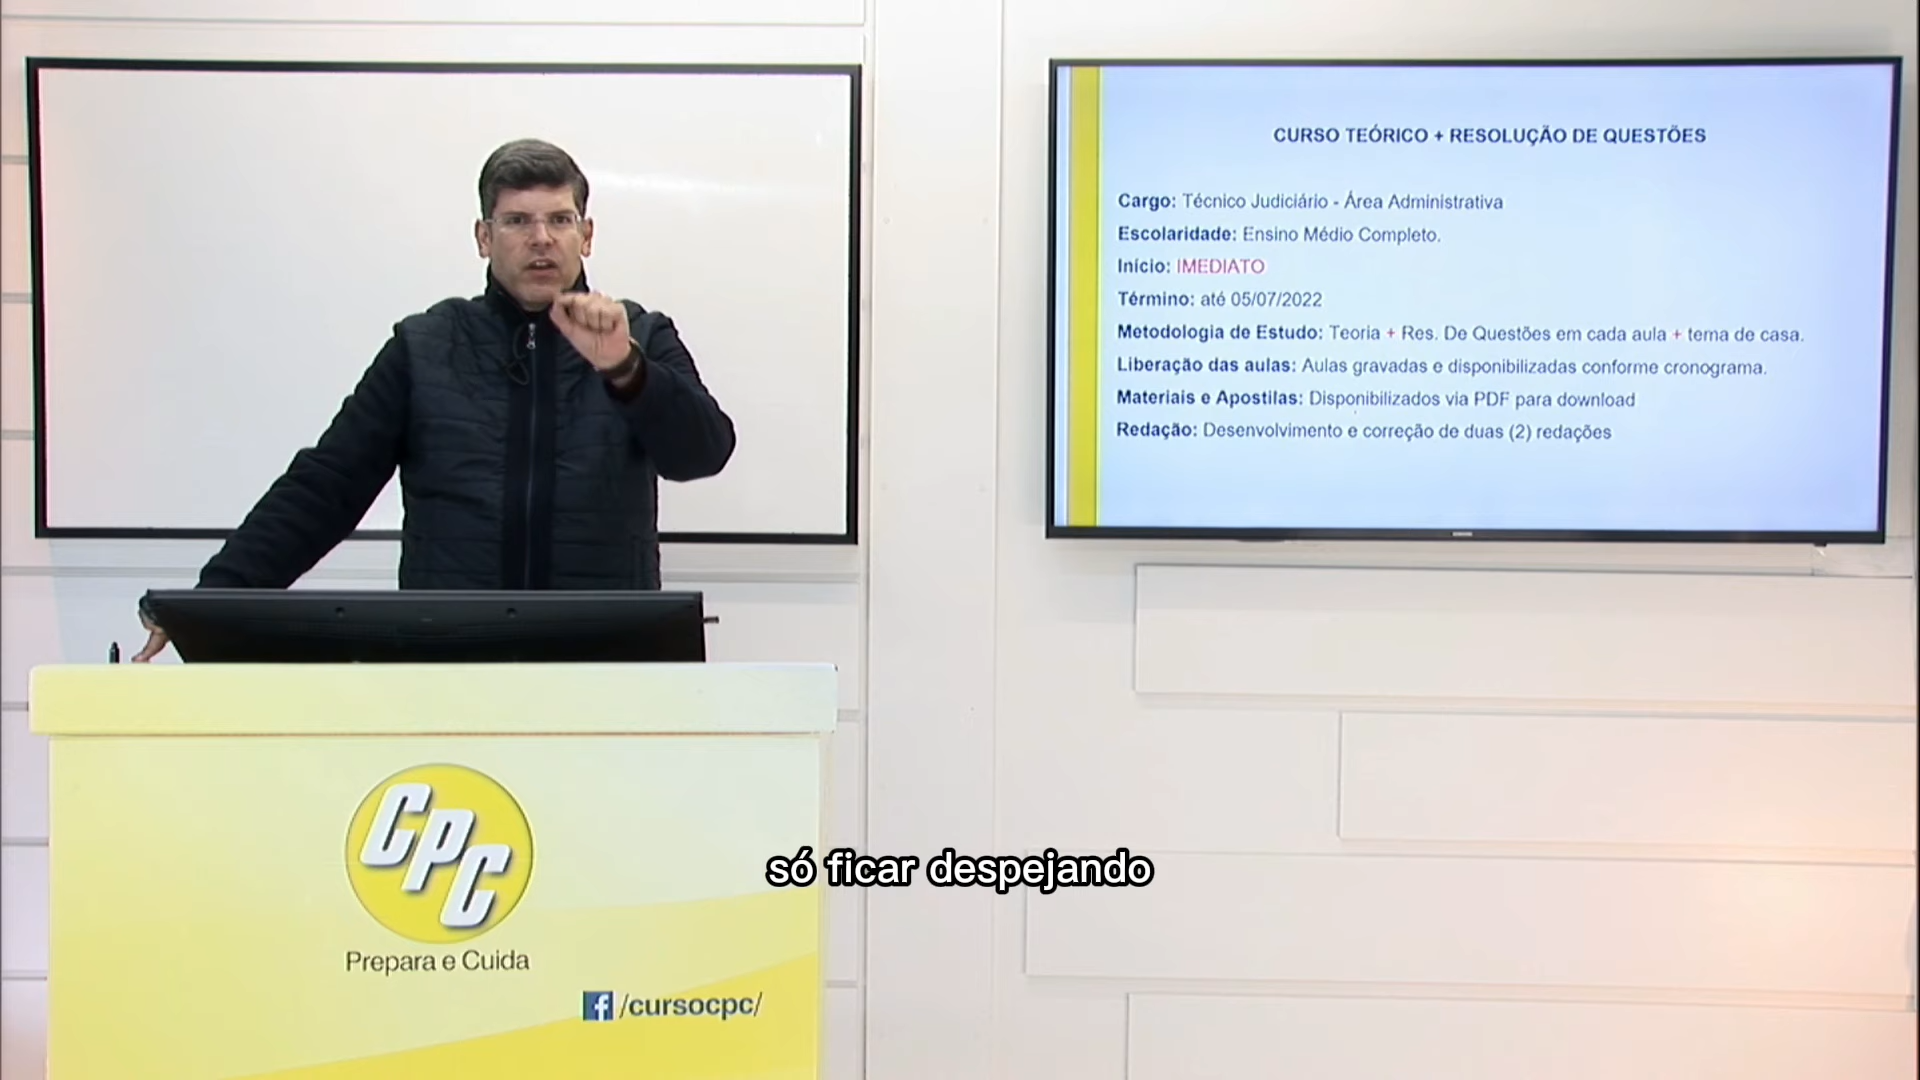 CURSO TEÓRICO + RESOLUÇÃO DE QUESTÕES
Cargo: Técnico Judiciário - Área Administrativa
Escolaridade: Ensino Médio Completo.
Início: IMEDIATO
Término: até 05/07/2022
Metodologia de Estudo: Teoria + Res. De Questões em cada aula + tema de casa.
Liberação das aulas: Aulas gravadas e disponibilizadas conforme cronograma.
Materiais e Apostilas: Disponibilizados via PDF para download
Redação: Desenvolvimento e correção de duas (2) redações
só ficar despejando
CPC
Prepara e Cuida
f /cursocpc/